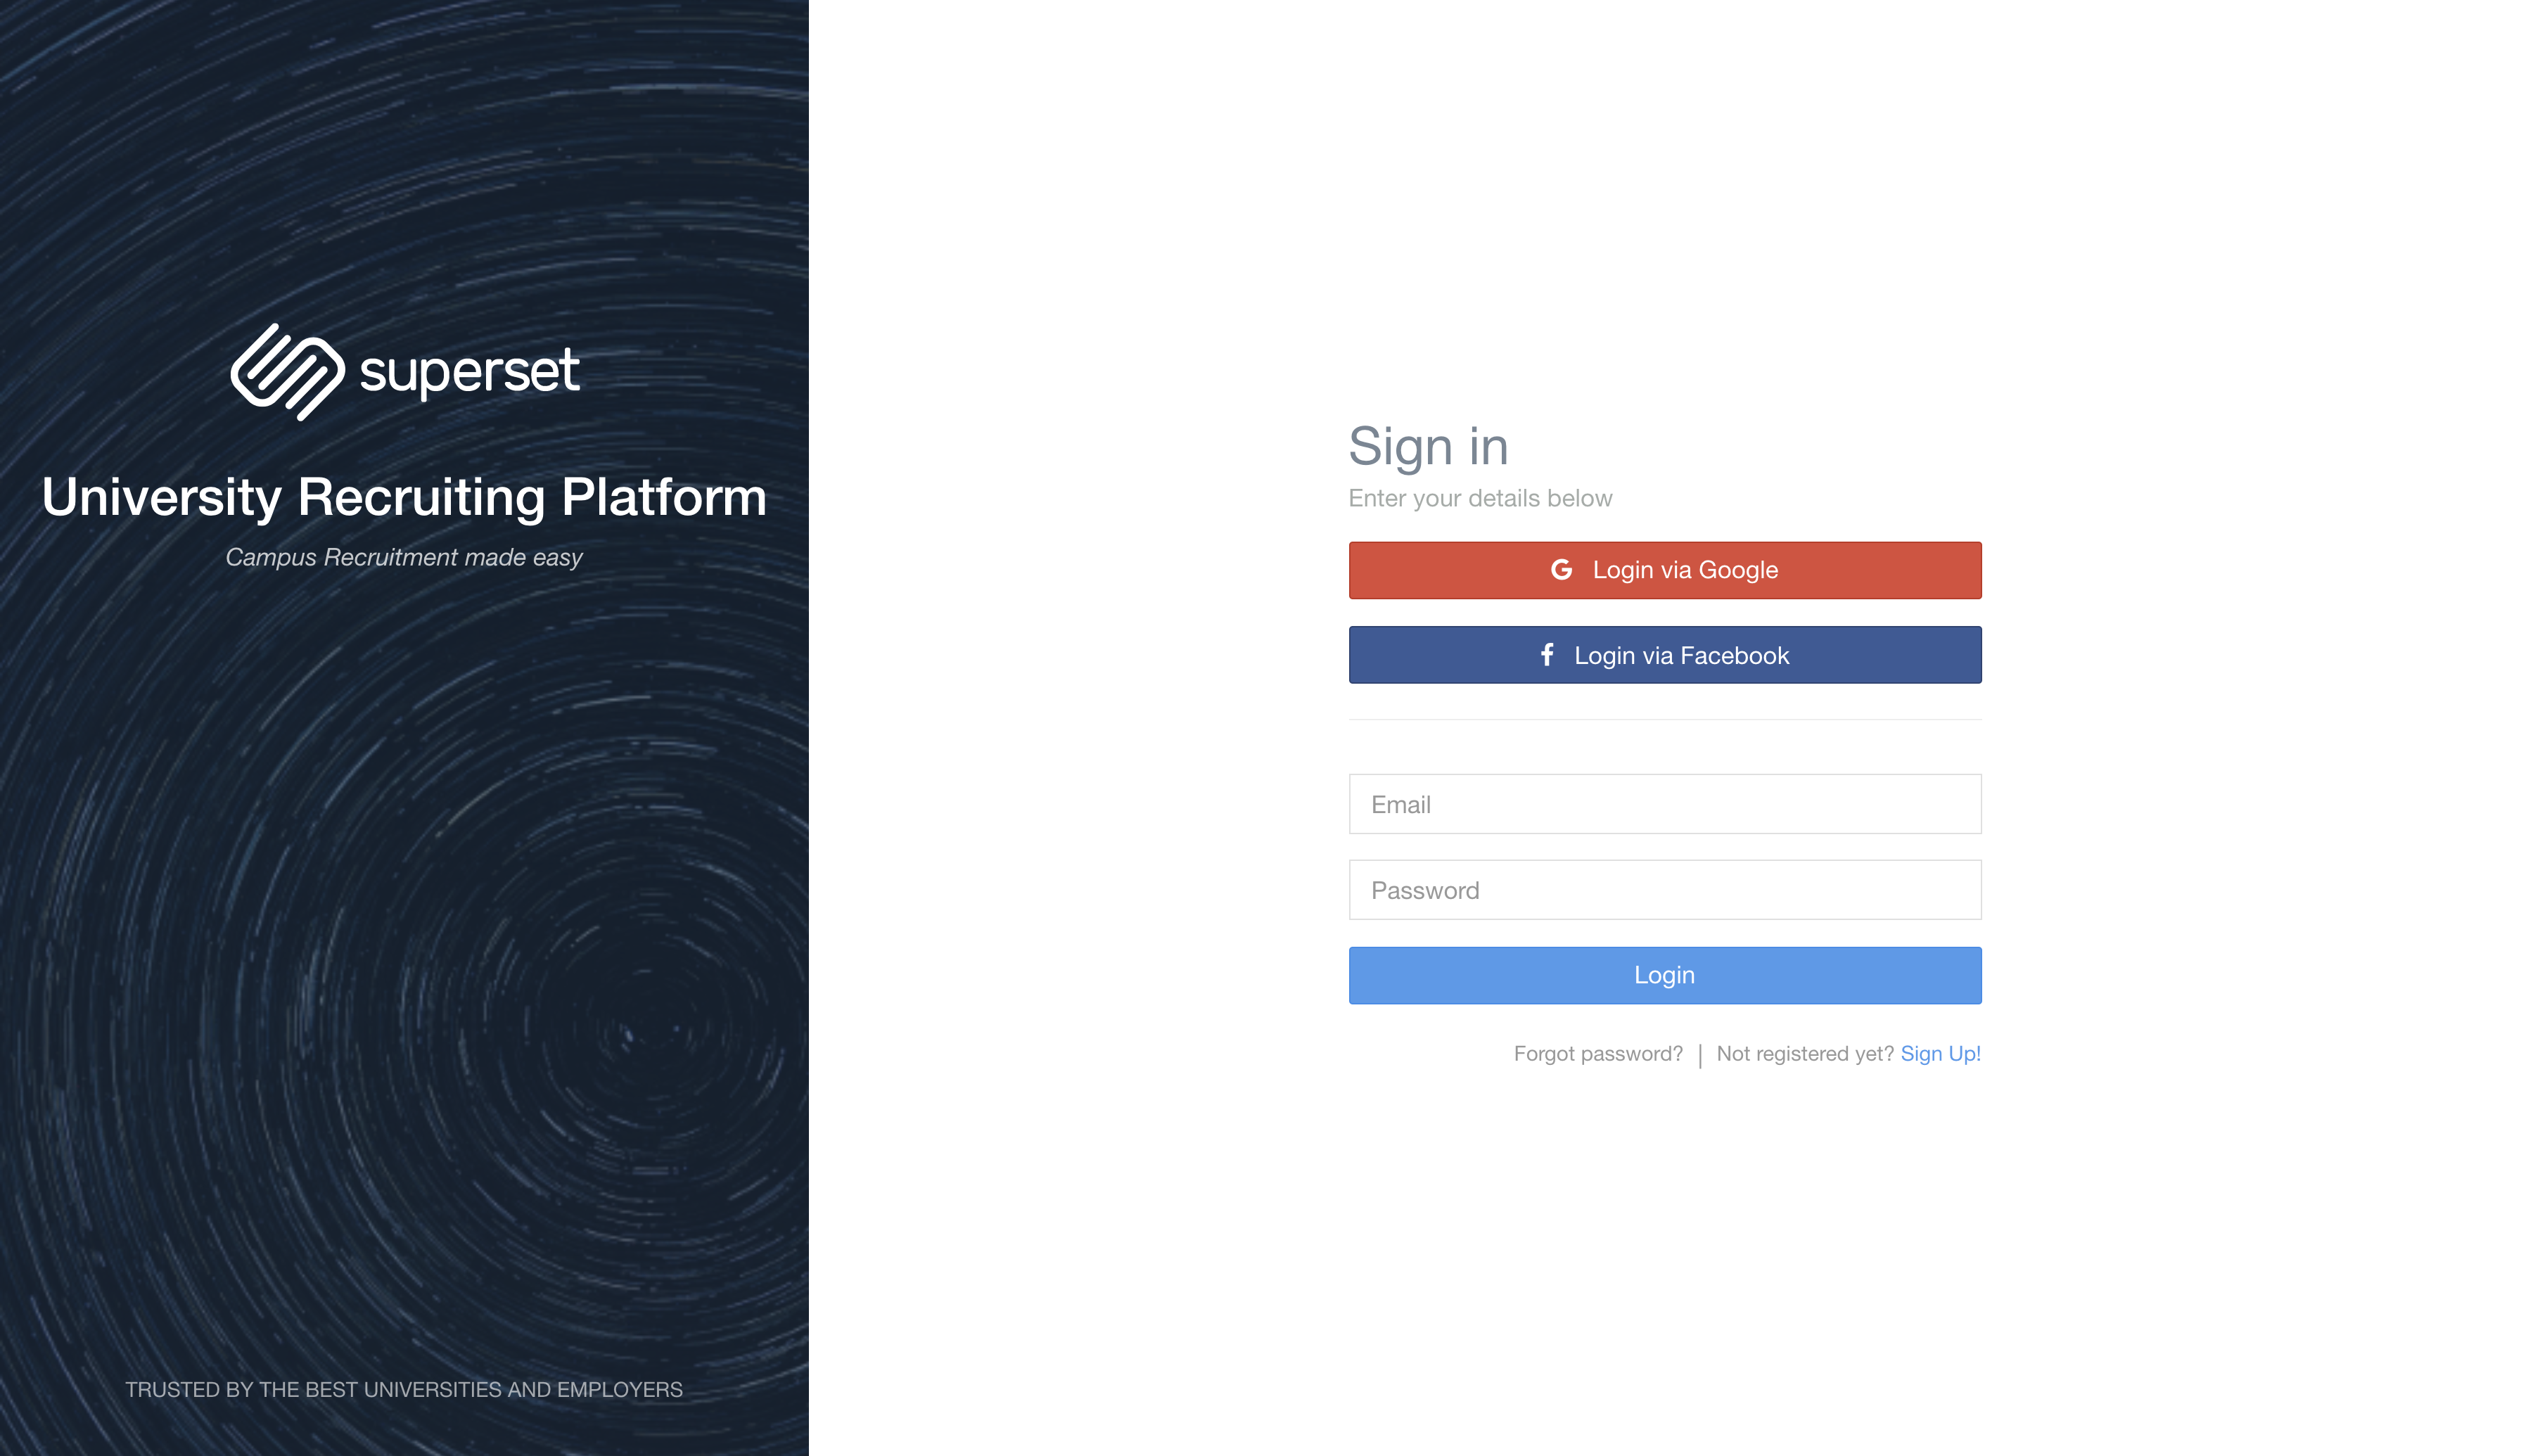 superset
University Recruiting Platform
Campus Recruitment made easy
TRUSTED BY THE BEST UNIVERSITIES AND EMPLOYERS
Sign in
Enter your details below
Login via Google
Login via Facebook
Email
Password
Login
Forgot password? | Not registered yet? Sign Up!